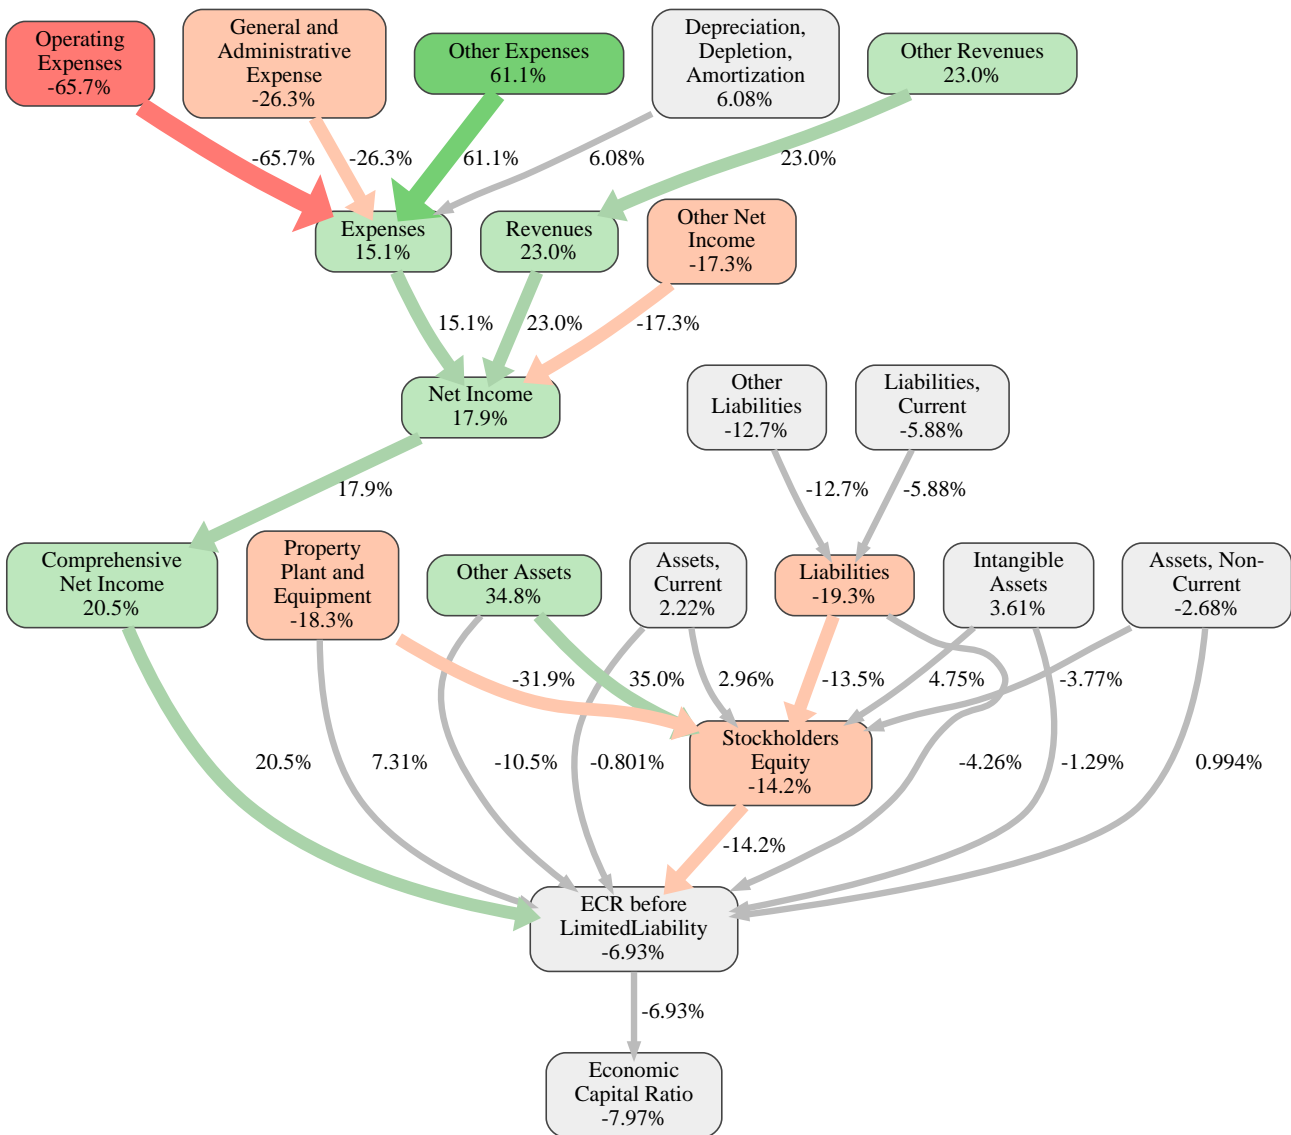 Operating
Expenses
-65.7%
General and
Administrative
Expense
-26.3%
Other Expenses
61.1%
Depreciation,
Depletion,
Amortization
6.08%
Other Revenues
23.0%
-65.7%
-26.3%
61.1%
6.08%
23.0%
Expenses
15.1%
Revenues
23.0%
Other Net
Income
-17.3%
15.1%
23.0%
-17.3%
Net Income
17.9%
Other
Liabilities
-12.7%
Liabilities,
Current
-5.88%
17.9%
-12.7%
-5.88%
Comprehensive
Net Income
20.5%
Property
Plant and
Equipment
-18.3%
Other Assets
34.8%
Assets,
Current
2.22%
Liabilities
-19.3%
Intangible
Assets
3.61%
Assets, Non-
Current
-2.68%
-31.9%
35.0%
2.96%
-13.5%
4.75%
-3.77%
Stockholders
Equity
-14.2%
20.5%
7.31%
-10.5%
-0.801%
-4.26%
-1.29%
0.994%
-14.2%
ECR before
LimitedLiability
-6.93%
-6.93%
Economic
Capital Ratio
-7.97%